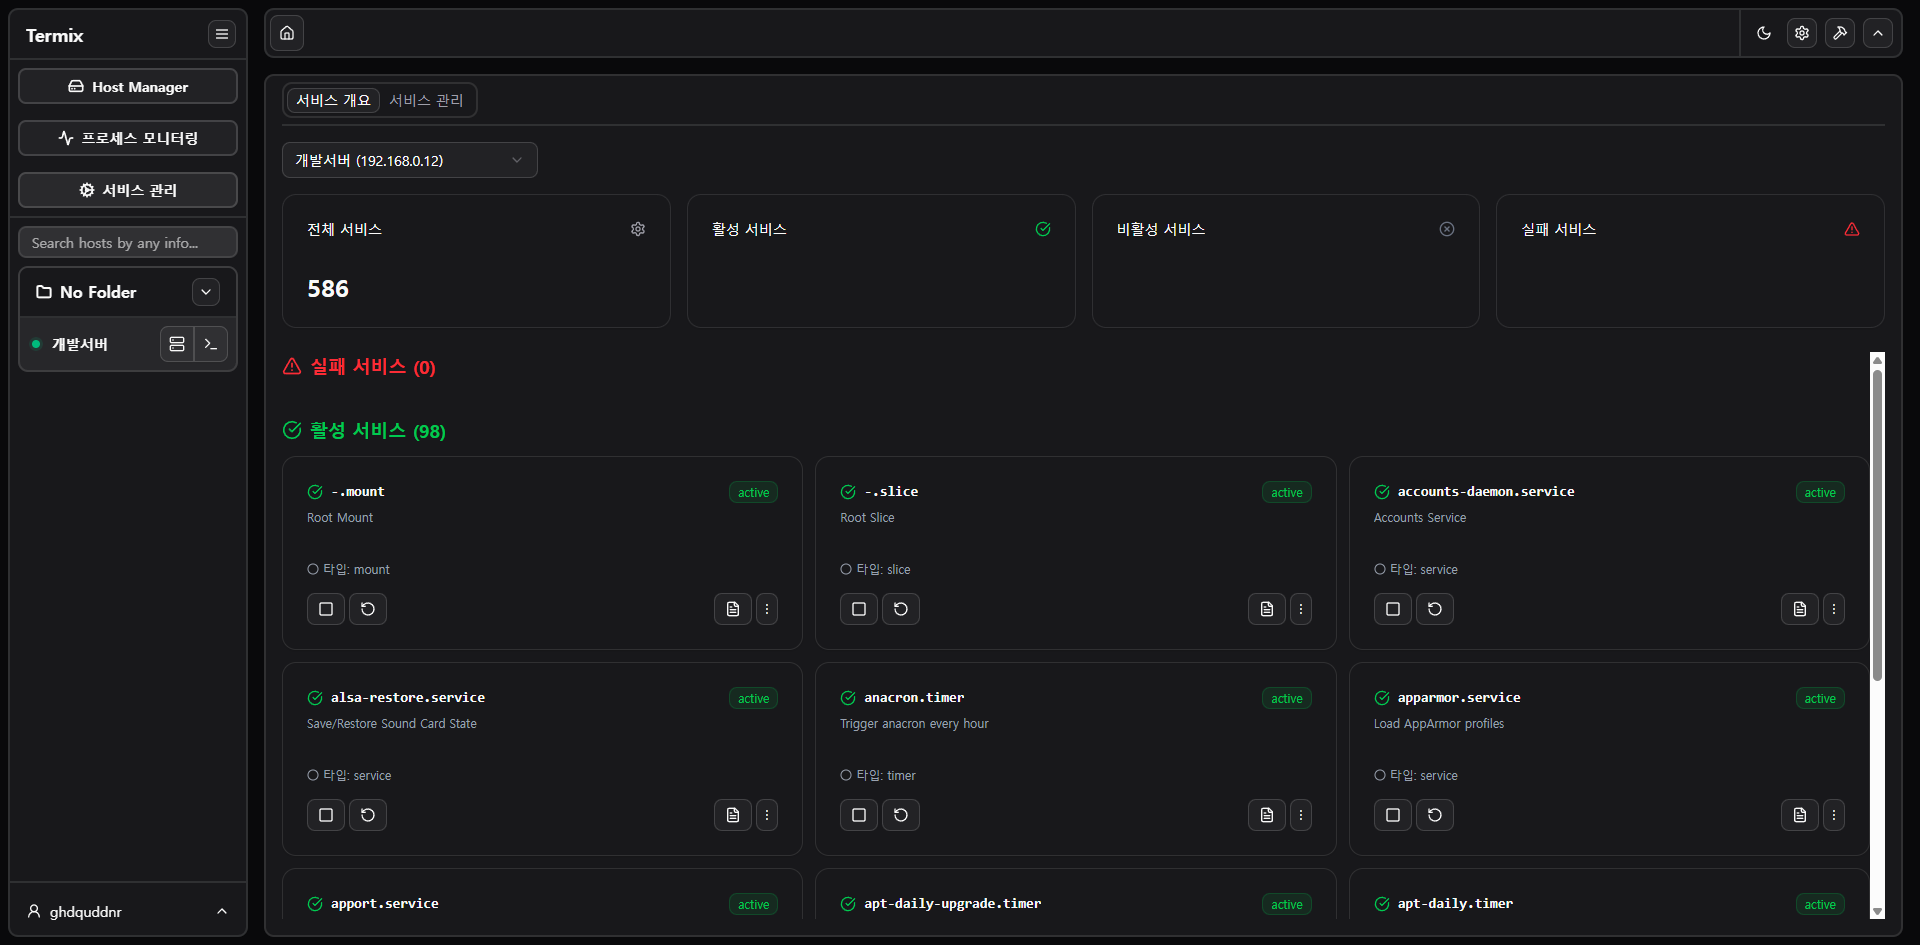 Termix
Host Manager
프로세스 모니터링
서비스 관리
Search hosts by any info...
No Folder
개발서버
ghdquddnr
서비스 개요
서비스 관리
개발서버 (192.168.0.12)
전체 서비스
586
활성 서비스
비활성 서비스
실패 서비스
실패 서비스 (0)
활성 서비스 (98)
-.mount
active
Root Mount
타입: mount
-.slice
active
Root Slice
타입: slice
accounts-daemon.service
active
Accounts Service
타입: service
alsa-restore.service
active
Save/Restore Sound Card State
타입: service
anacron.timer
active
Trigger anacron every hour
타입: timer
apparmor.service
active
Load AppArmor profiles
타입: service
apport.service
active
apt-daily-upgrade.timer
active
apt-daily.timer
active